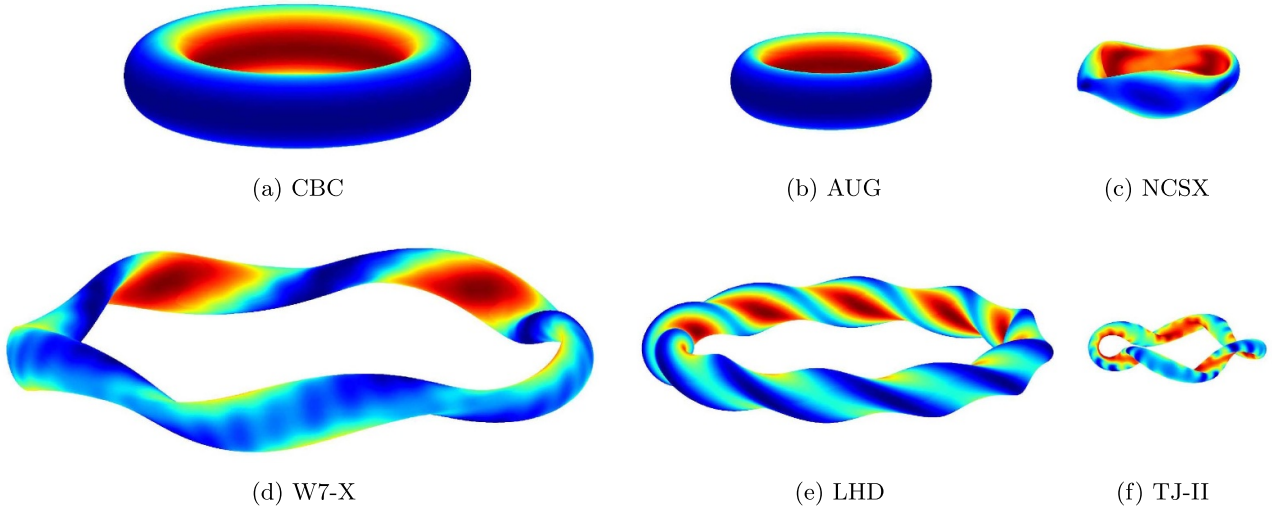 (a) CBC
(b) AUG
(c) NCSX
(d) W7-X
(e) LHD
(f) TJ-II